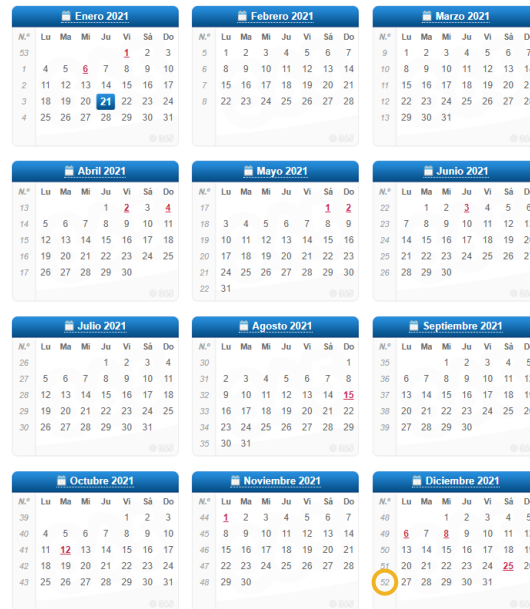 Enero 2021 Febrero 2021 Marzo 2021
N.º Lu Ma Mi Ju Vi Sá Do N.º Lu Ma Mi Ju Vi Sá Do N.º Lu Ma Mi Ju Vi Sá
53 1 2 3 5 1 2 3 4 5 6 7 9 1 2 3 4 5 6 7
1 4 5 6 7 8 9 10 6 8 9 10 11 12 13 14 10 8 9 10 11 12 13
2 11 12 13 14 15 16 17 7 15 16 17 18 19 20 21 11 15 16 17 18 19 20
3 18 19 20 21 22 23 24 8 22 23 24 25 26 27 28 12 22 23 24 25 26 27
4 25 26 27 28 29 30 31 13 29 30 31
Abril 2021 Mayo 2021 Junio 2021
N.º Lu Ma Mi Ju Vi Sá Do N.º Lu Ma Mi Ju Vi Sá Do N.º Lu Ma Mi Ju Vi Sá
13 1 2 3 4 17 1 2 22 1 2 3 4 5 6
14 5 6 7 8 9 10 11 18 3 4 5 6 7 8 9 23 7 8 9 10 11 12
15 12 13 14 15 16 17 18 19 10 11 12 13 14 15 16 24 14 15 16 17 18 19
16 19 20 21 22 23 24 25 20 17 18 19 20 21 22 23 25 21 22 23 24 25 26
17 26 27 28 29 30 21 24 25 26 27 28 29 30 26 28 29 30
22 31
Julio 2021 Agosto 2021 Septiembre 2021
N.º Lu Ma Mi Ju Vi Sá Do N.º Lu Ma Mi Ju Vi Sá Do N.º Lu Ma Mi Ju Vi Sá
26 1 2 3 4 30 1 35 1 2 3 4 5
27 5 6 7 8 9 10 11 31 2 3 4 5 6 7 8 36 6 7 8 9 10 11
28 12 13 14 15 16 17 18 32 9 10 11 12 13 14 15 37 13 14 15 16 17 18
29 19 20 21 22 23 24 25 33 16 17 18 19 20 21 22 38 20 21 22 23 24 25
30 26 27 28 29 30 31 34 23 24 25 26 27 28 29 39 27 28 29 30
35 30 31
Octubre 2021 Noviembre 2021 Diciembre 2021
N.º Lu Ma Mi Ju Vi Sá Do N.º Lu Ma Mi Ju Vi Sá Do N.º Lu Ma Mi Ju Vi Sá
39 1 2 3 44 1 2 3 4 5 6 7 48 1 2 3 4 5
40 4 5 6 7 8 9 10 45 8 9 10 11 12 13 14 49 6 7 8 9 10 11
41 11 12 13 14 15 16 17 46 15 16 17 18 19 20 21 50 13 14 15 16 17 18
42 18 19 20 21 22 23 24 47 22 23 24 25 26 27 28 51 20 21 22 23 24 25
43 25 26 27 28 29 30 31 48 29 30 52 27 28 29 30 31